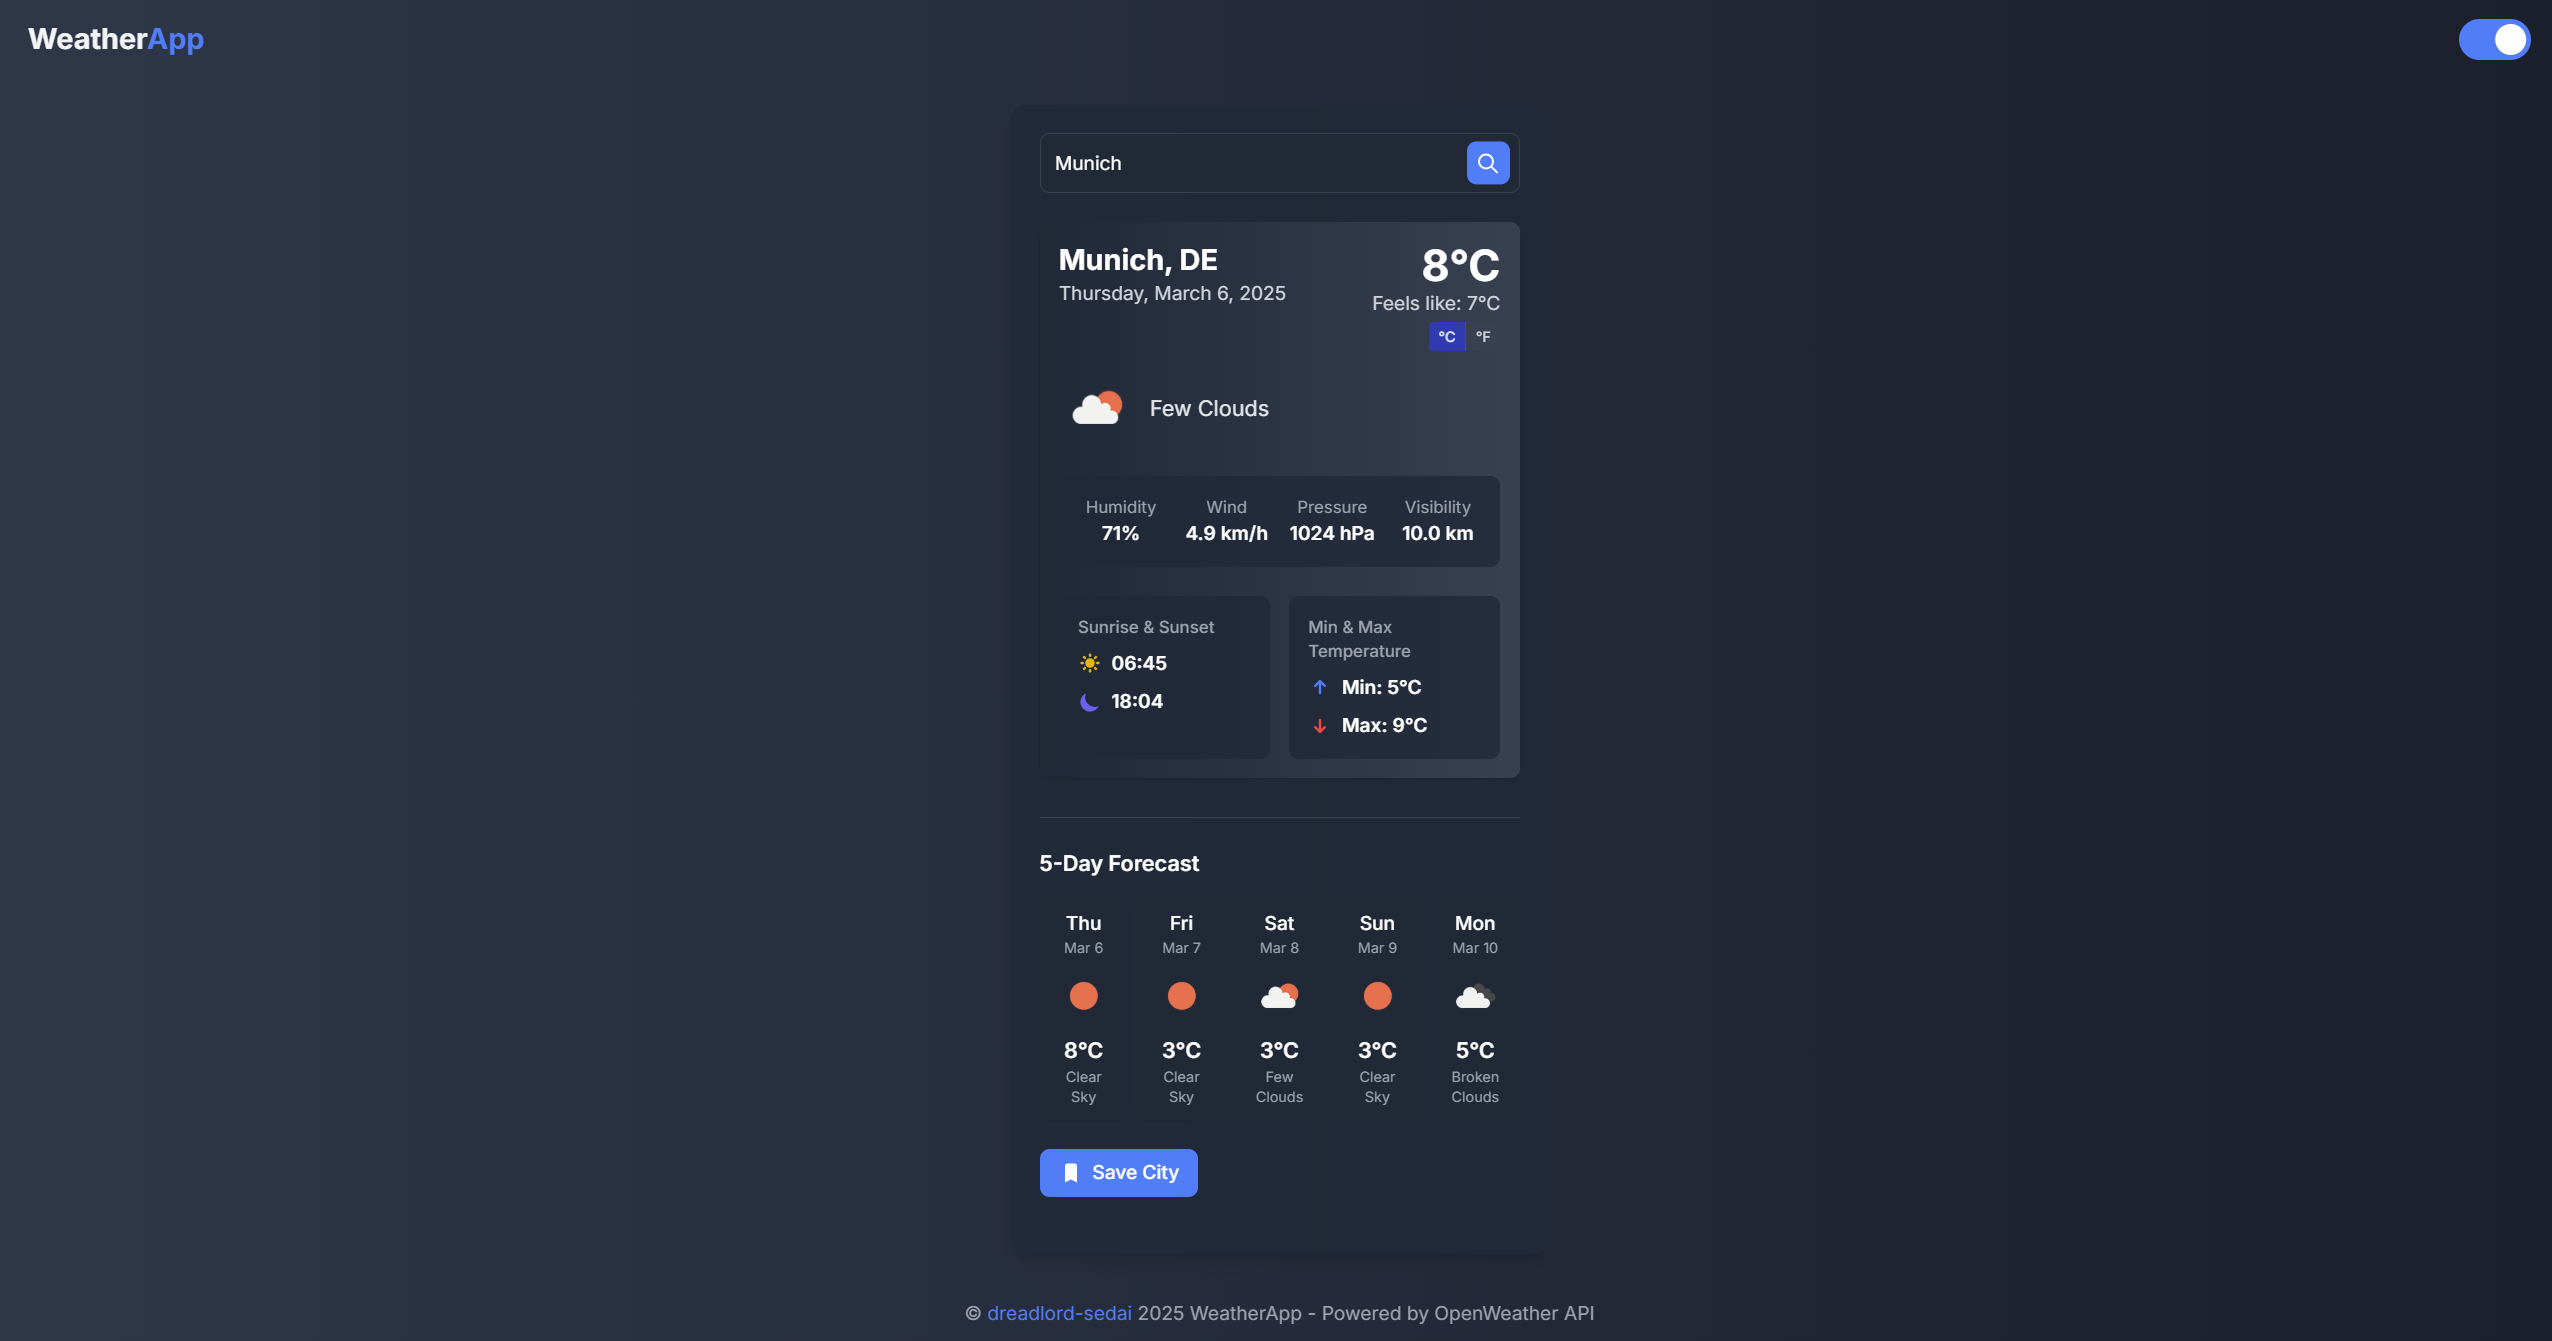 WeatherApp
Munich
Munich, DE
Thursday, March 6, 2025
8°C
Feels like: 7°C
°C °F
Few Clouds
Humidity Wind Pressure Visibility
71% 4.9 km/h 1024 hPa 10.0 km
Sunrise & Sunset
06:45
18:04
Min & Max
Temperature
Min: 5°C
Max: 9°C
5-Day Forecast
Thu Fri Sat Sun Mon
Mar 6 Mar 7 Mar 8 Mar 9 Mar 10
8°C 3°C 3°C 3°C 5°C
Clear Clear Few Clear Broken
Sky Sky Clouds Sky Clouds
Save City
© dreadlord-sedai 2025 WeatherApp - Powered by OpenWeather API